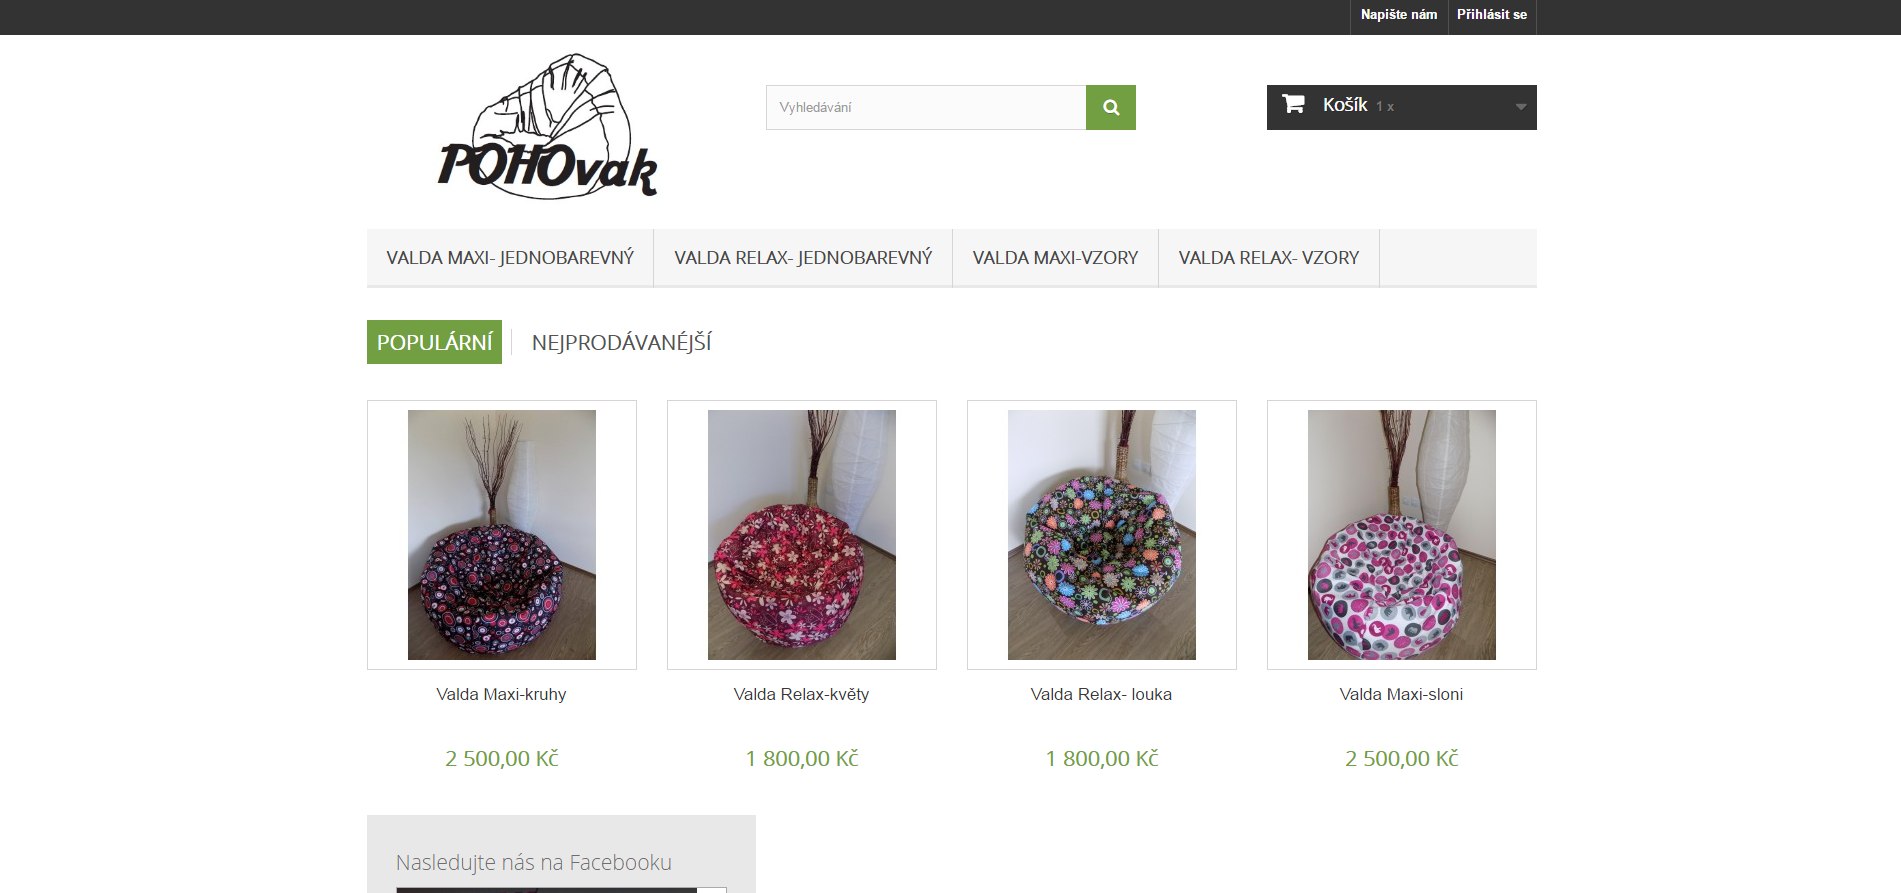 Napište nám
Přihlásit se
POHOvak
Vyhledávání
Košík 1 x
VALDA MAXI- JEDNOBAREVNÝ
VALDA RELAX- JEDNOBAREVNÝ
VALDA MAXI-VZORY
VALDA RELAX- VZORY
POPULÁRNÍ
NEJPRODÁVANÉJŠÍ
Valda Maxi-kruhy
Valda Relax-květy
Valda Relax- louka
Valda Maxi-sloni
2 500,00 Kč
1 800,00 Kč
1 800,00 Kč
2 500,00 Kč
Nasledujte nás na Facebooku